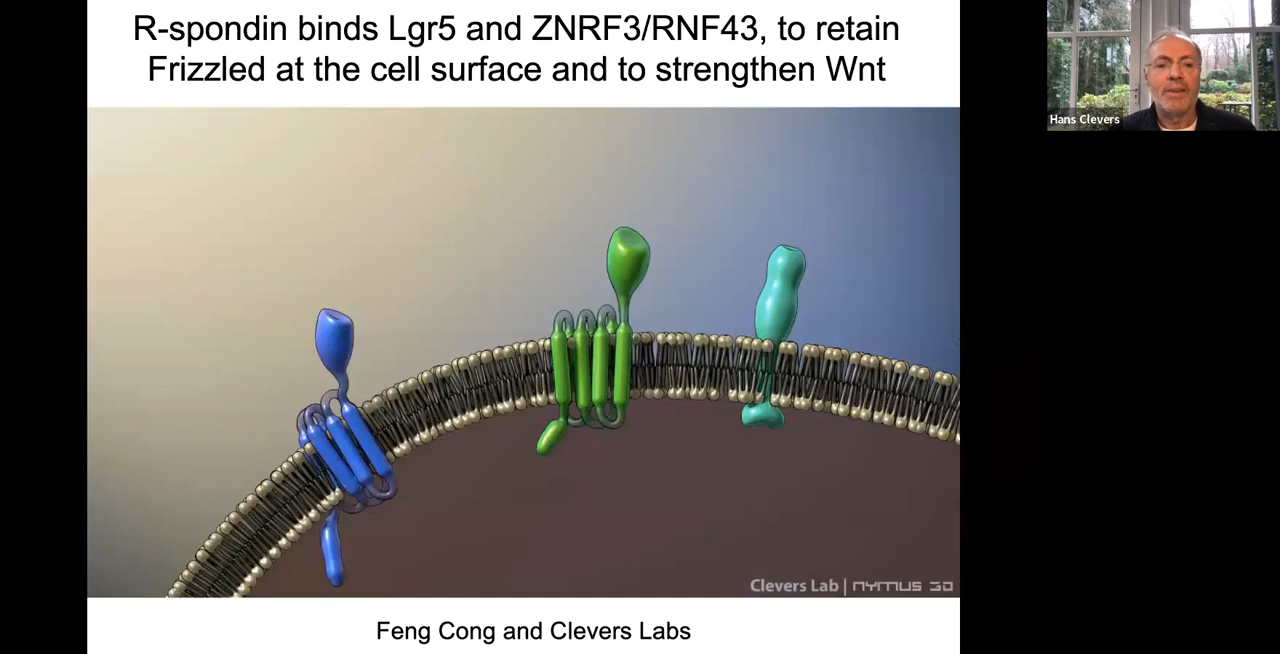 R-spondin binds Lgr5 and ZNRF3/RNF43, to retain
Frizzled at the cell surface and to strengthen Wnt
Hans Clevers
Clevers Lab | NYMUS 3D
Feng Cong and Clevers Labs